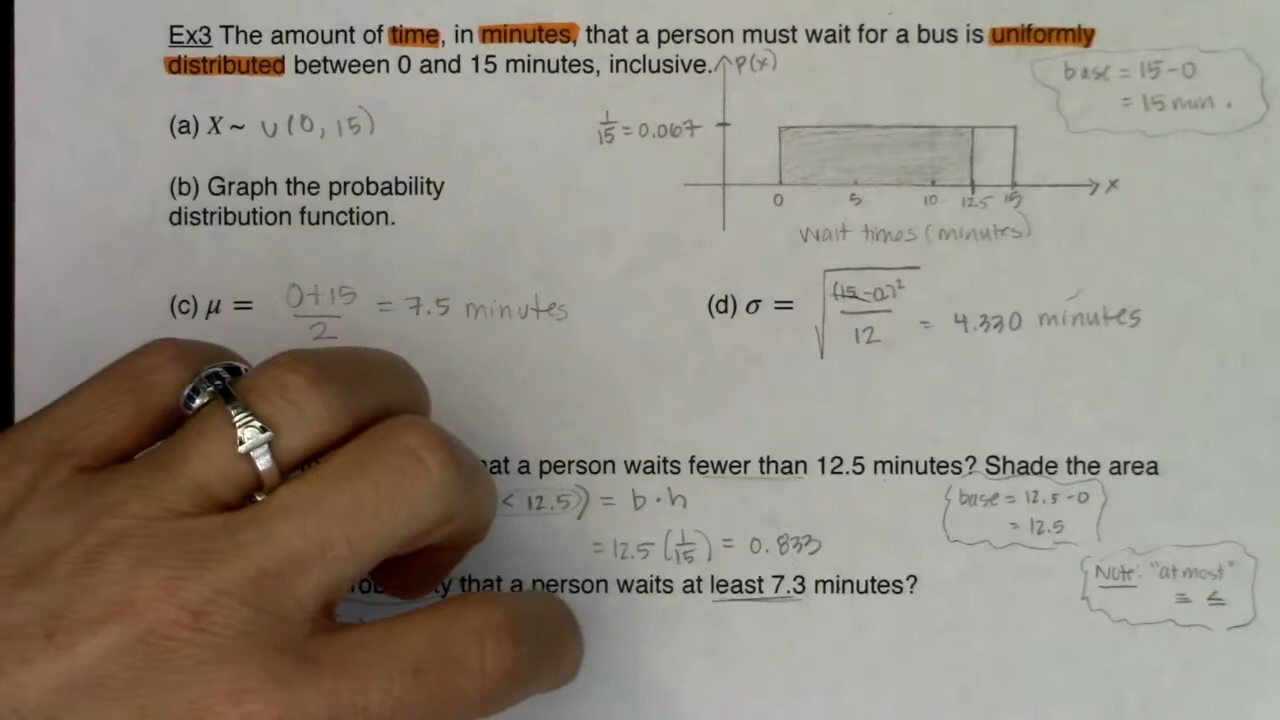 Ex3 The amount of time, in minutes, that a person must wait for a bus is uniformly
distributed between 0 and 15 minutes, inclusive.
P(x)
base = 15-0
= 15 min.
(a) X ~ U(0, 15)
1/15 = 0.067
(b) Graph the probability
distribution function.
0 5 10 12.5 15 x
Wait times (minutes)
(c) μ = (0+15)/2 = 7.5 minutes
(d) σ = √((15-0)²/12) = 4.330 minutes
at a person waits fewer than 12.5 minutes? Shade the area
< 12.5) = b·h
base = 12.5-0
= 12.5
= 12.5 (1/15) = 0.833
that a person waits at least 7.3 minutes?
Note: "at most"
= ≤